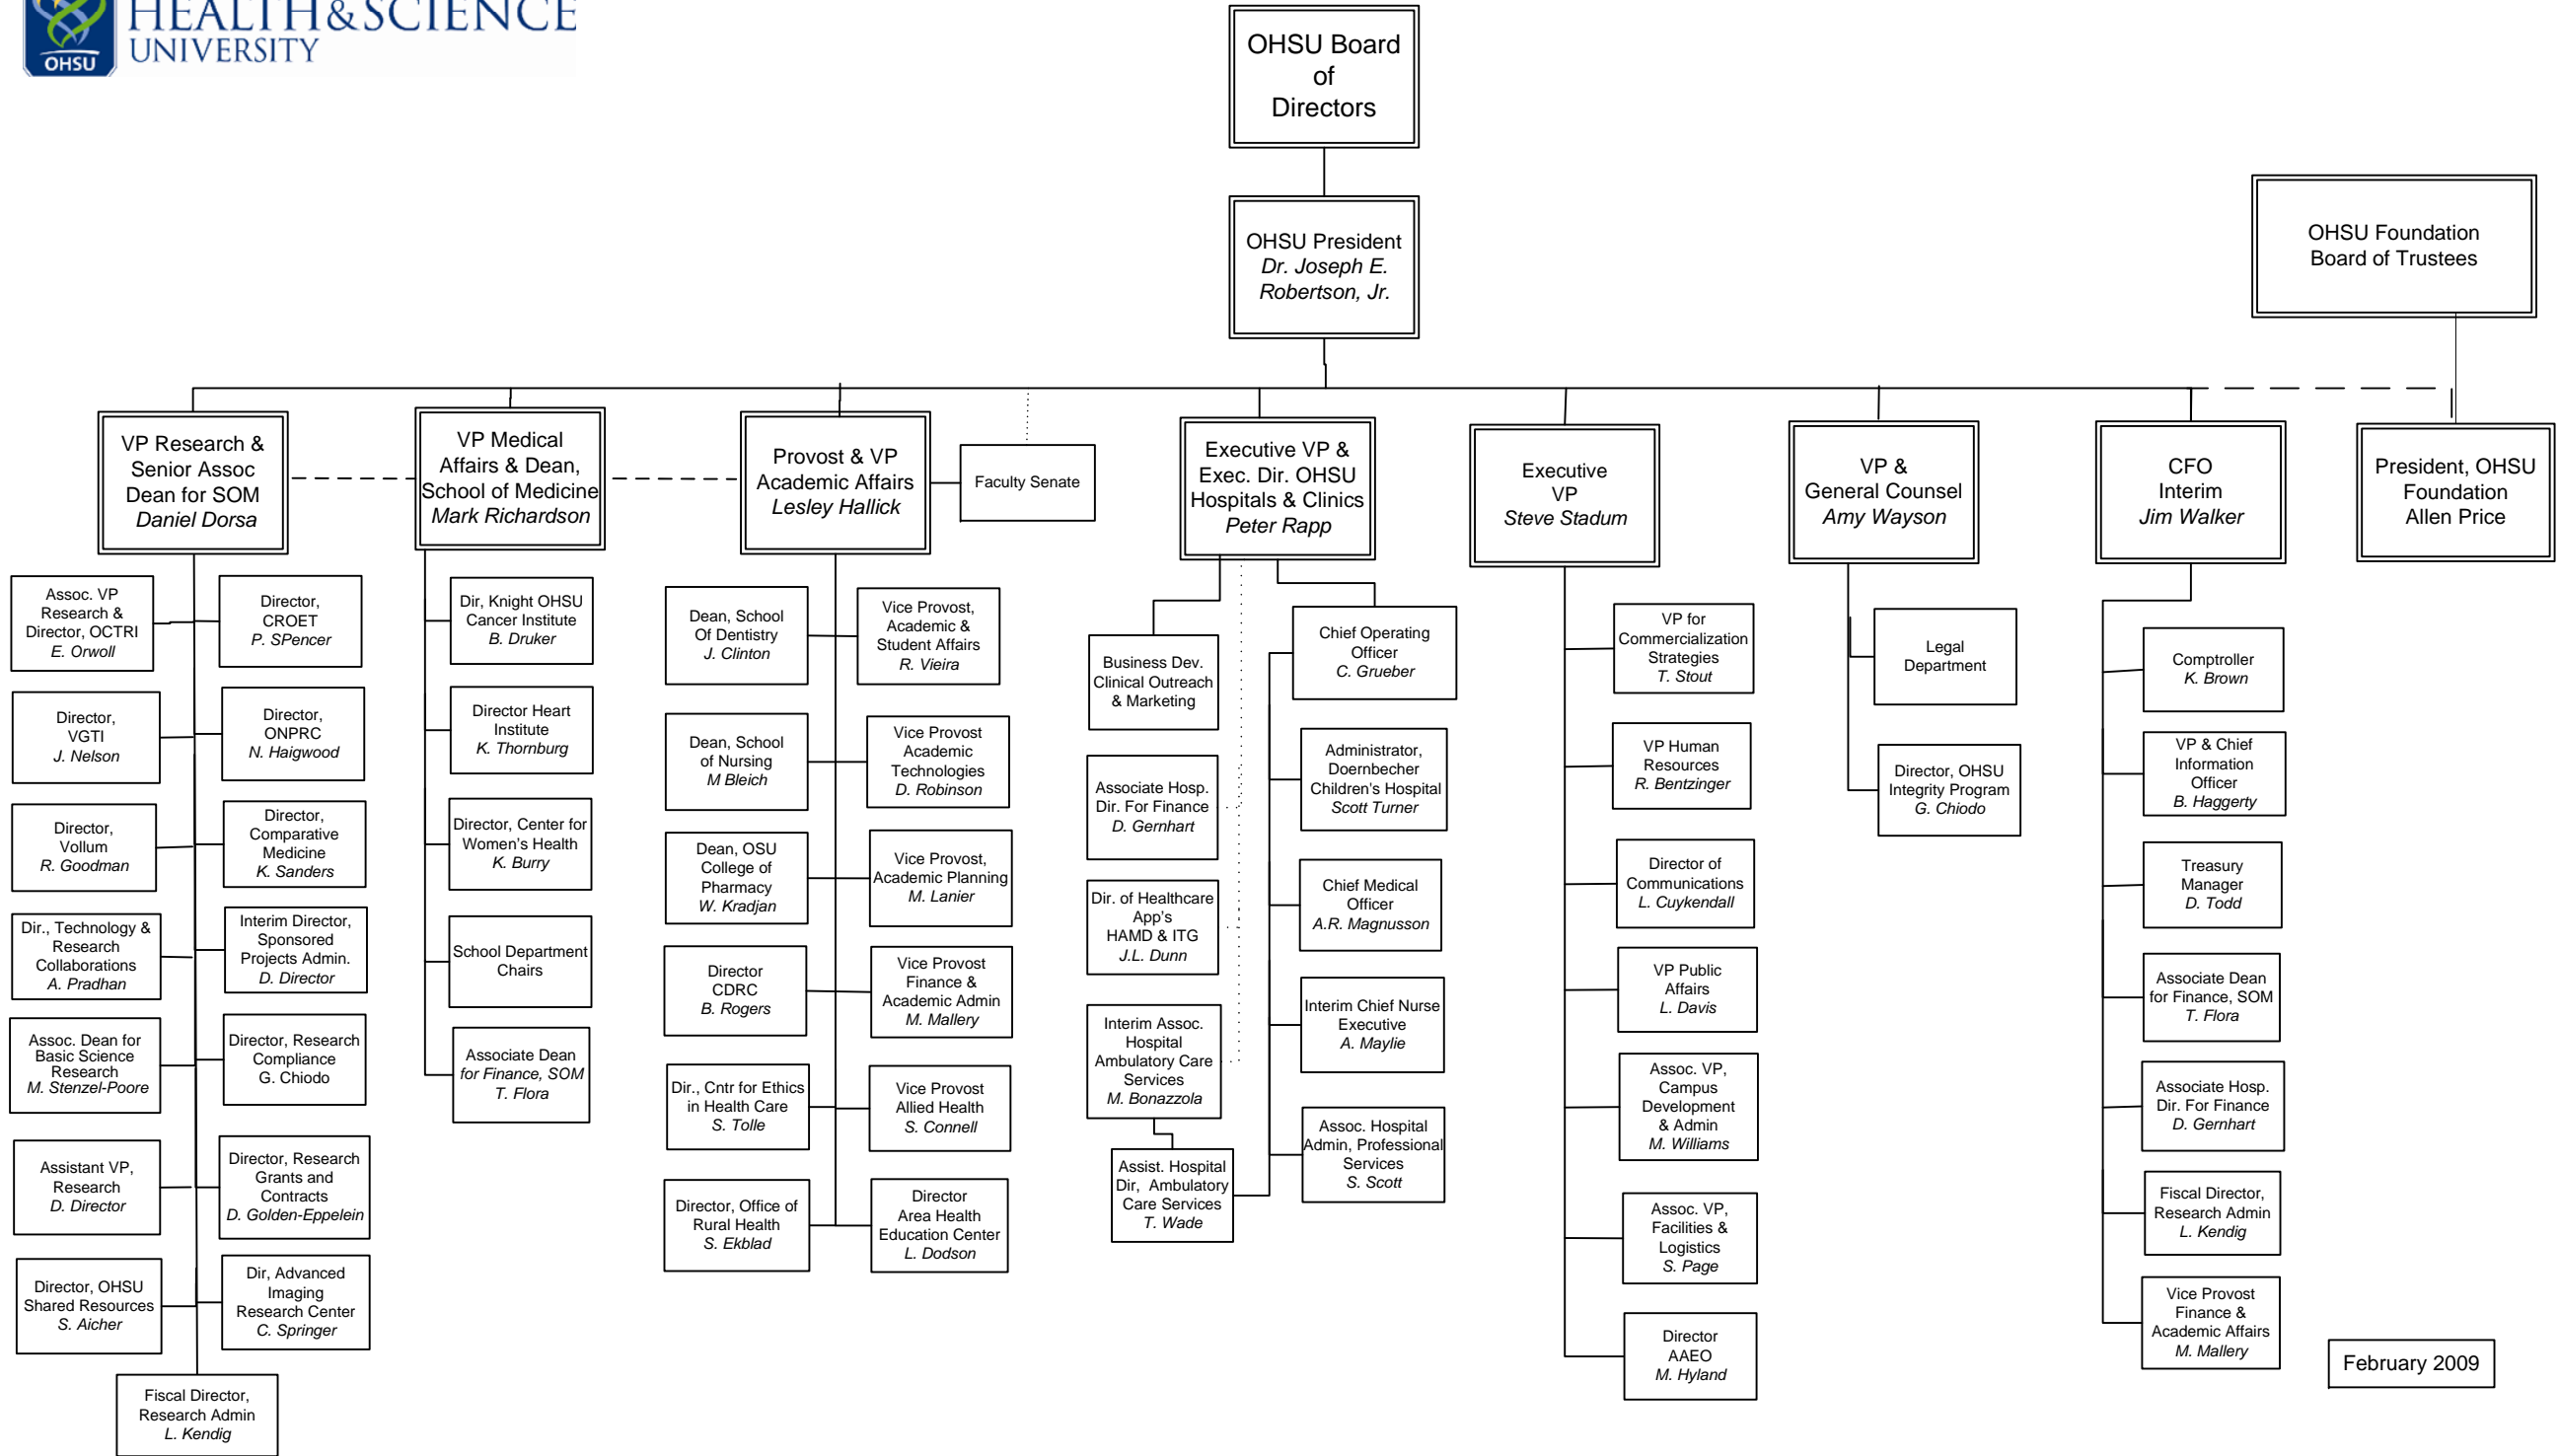 HEALTH&SCIENCE
UNIVERSITY
OHSU
OHSU Board
of
Directors
OHSU President
Dr. Joseph E.
Robertson, Jr.
OHSU Foundation
Board of Trustees
VP Research &
Senior Assoc
Dean for SOM
Daniel Dorsa
VP Medical
Affairs & Dean,
School of Medicine
Mark Richardson
Provost & VP
Academic Affairs
Lesley Hallick
Faculty Senate
Executive VP &
Exec. Dir. OHSU
Hospitals & Clinics
Peter Rapp
Executive
VP
Steve Stadum
VP &
General Counsel
Amy Wayson
CFO
Interim
Jim Walker
President, OHSU
Foundation
Allen Price
Assoc. VP
Research &
Director, OCTRI
E. Orwoll
Director,
CROET
P. SPencer
Director,
VGTI
J. Nelson
Director,
ONPRC
N. Haigwood
Director,
Vollum
R. Goodman
Director,
Comparative
Medicine
K. Sanders
Dir., Technology &
Research
Collaborations
A. Pradhan
Interim Director,
Sponsored
Projects Admin.
D. Director
Assoc. Dean for
Basic Science
Research
M. Stenzel-Poore
Director, Research
Compliance
G. Chiodo
Assistant VP,
Research
D. Director
Director, Research
Grants and
Contracts
D. Golden-Eppelein
Director, OHSU
Shared Resources
S. Aicher
Dir, Advanced
Imaging
Research Center
C. Springer
Fiscal Director,
Research Admin
L. Kendig
Dir, Knight OHSU
Cancer Institute
B. Druker
Director Heart
Institute
K. Thornburg
Director, Center for
Women's Health
K. Burry
School Department
Chairs
Associate Dean
for Finance, SOM
T. Flora
Dean, School
Of Dentistry
J. Clinton
Vice Provost,
Academic &
Student Affairs
R. Vieira
Dean, School
of Nursing
M Bleich
Vice Provost
Academic
Technologies
D. Robinson
Dean, OSU
College of
Pharmacy
W. Kradjan
Vice Provost,
Academic Planning
M. Lanier
Director
CDRC
B. Rogers
Vice Provost
Finance &
Academic Admin
M. Mallery
Dir., Cntr for Ethics
in Health Care
S. Tolle
Vice Provost
Allied Health
S. Connell
Director, Office of
Rural Health
S. Ekblad
Director
Area Health
Education Center
L. Dodson
Business Dev.
Clinical Outreach
& Marketing
Associate Hosp.
Dir. For Finance
D. Gernhart
Dir. of Healthcare
App's
HAMD & ITG
J.L. Dunn
Interim Assoc.
Hospital
Ambulatory Care
Services
M. Bonazzola
Assist. Hospital
Dir, Ambulatory
Care Services
T. Wade
Chief Operating
Officer
C. Grueber
Administrator,
Doernbecher
Children's Hospital
Scott Turner
Chief Medical
Officer
A.R. Magnusson
Interim Chief Nurse
Executive
A. Maylie
Assoc. Hospital
Admin, Professional
Services
S. Scott
VP for
Commercialization
Strategies
T. Stout
VP Human
Resources
R. Bentzinger
Director of
Communications
L. Cuykendall
VP Public
Affairs
L. Davis
Assoc. VP,
Campus
Development
& Admin
M. Williams
Assoc. VP,
Facilities &
Logistics
S. Page
Director
AAEO
M. Hyland
Legal
Department
Director, OHSU
Integrity Program
G. Chiodo
Comptroller
K. Brown
VP & Chief
Information
Officer
B. Haggerty
Treasury
Manager
D. Todd
Associate Dean
for Finance, SOM
T. Flora
Associate Hosp.
Dir. For Finance
D. Gernhart
Fiscal Director,
Research Admin
L. Kendig
Vice Provost
Finance &
Academic Affairs
M. Mallery
February 2009